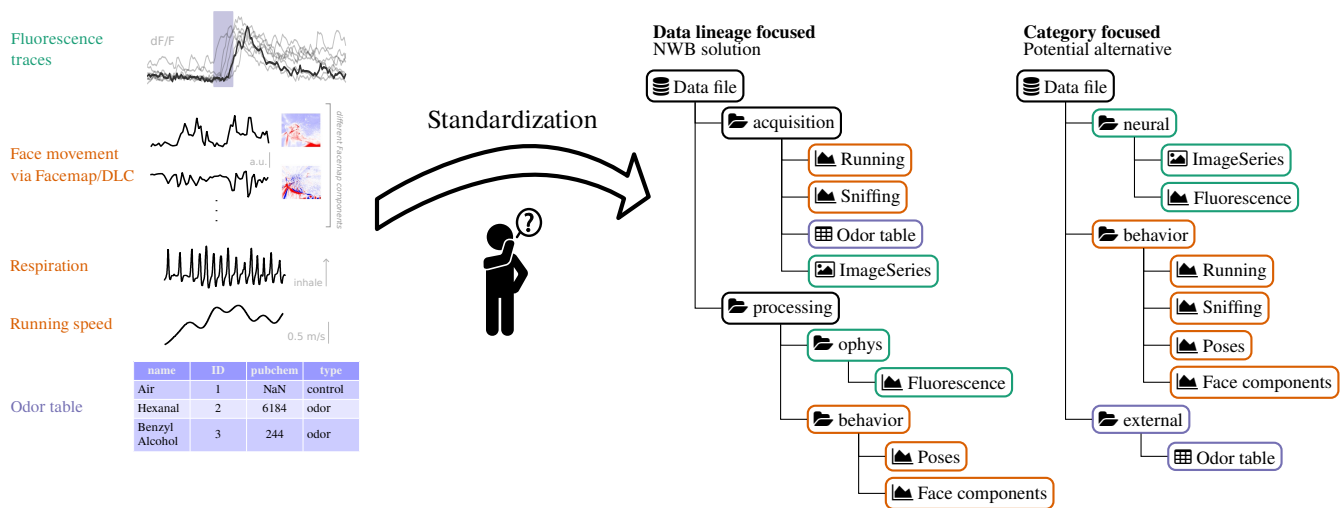 Fluorescence
traces
dF/F
Face movement
via Facemap/DLC
a.u.
different Facemap components
Respiration
inhale
Running speed
0.5 m/s
Odor table
name ID pubchem type
Air 1 NaN control
Hexanal 2 6184 odor
Benzyl
Alcohol 3 244 odor
Standardization
?
Data lineage focused
NWB solution
Data file
acquisition
Running
Sniffing
Odor table
ImageSeries
processing
ophys
Fluorescence
behavior
Poses
Face components
Category focused
Potential alternative
Data file
neural
ImageSeries
Fluorescence
behavior
Running
Sniffing
Poses
Face components
external
Odor table